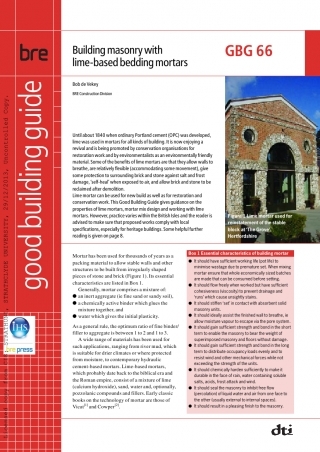 bre
Building masonry with
lime-based bedding mortars
GBG 66
Bob de Vekey
BRE Construction Division
good building guide
Until about 1840 when ordinary Portland cement (OPC) was developed,
lime was used in mortars for all kinds of building. It is now enjoying a
revival and is being promoted by conservation organisations for
restoration work and by environmentalists as an environmentally friendly
material. Some of the benefits of lime mortars are that they allow walls to
breathe, are relatively flexible (accommodating some movement), give
some protection to surrounding brick and stone against salt and frost
damage, 'self-heal' when exposed to air, and allow brick and stone to be
reclaimed after demolition.
Lime mortar can be used for new build as well as for restoration and
conservation work. This Good Building Guide gives guidance on the
properties of lime mortars, mortar mix design and working with lime
mortars. However, practice varies within the British Isles and the reader is
advised to make sure that proposed works comply with local
specifications, especially for heritage buildings. Some helpful further
reading is given on page 8.
Figure 1 Lime mortar used for
reinstatement of the stable
block at The Grove,
Hertfordshire
Mortar has been used for thousands of years as a
packing material to allow stable walls and other
structures to be built from irregularly shaped
pieces of stone and brick (Figure 1). Its essential
characteristics are listed in Box 1.
Generally, mortar comprises a mixture of:
● an inert aggregate (ie fine sand or sandy soil),
● a chemically active binder which glues the
mixture together, and
● water which gives the initial plasticity.
As a general rule, the optimum ratio of fine binder/
filler to aggregate is between 1 to 2 and 1 to 3.
A wide range of materials has been used for
such applications, ranging from river mud, which
is suitable for drier climates or where protected
from moisture, to contemporary hydraulic
cement-based mortars. Lime-based mortars,
which probably date back to the biblical era and
the Roman empire, consist of a mixture of lime
(calcium hydroxide), sand, water and, optionally,
pozzolanic compounds and fillers. Early classic
books on the technology of mortar are those of
Vicat and Cowper
Box 1 Essential characteristics of building mortar
● It should have sufficient working life (pot life) to
minimise wastage due to premature set. When mixing
mortar ensure that whole economically sized batches
are made that can be consumed before setting.
● It should flow freely when worked but have sufficient
cohesiveness (viscosity) to prevent drainage and
'runs' which cause unsightly stains.
● It should stiffen 'set' in contact with absorbent solid
masonry units.
● It should ideally assist the finished wall to breathe, ie
allow moisture vapour to escape via the pore system.
● It should gain sufficient strength and bond in the short
term to enable the masonry to bear the weight of
superimposed masonry and floors without damage.
● It should gain sufficient strength and bond in the long
term to distribute occupancy loads evenly and to
resist wind and other mechanical forces while not
exceeding the strength of the units.
● It should chemically harden sufficiently to make it
durable in the face of rain, water containing soluble
salts, acids, frost attack and wind.
● It should seal the masonry to inhibit free flow
(percolation) of liquid water and air from one face to
the other (usually external to internal spaces).
● It should result in a pleasing finish to the masonry.
IHS
bre press
dti